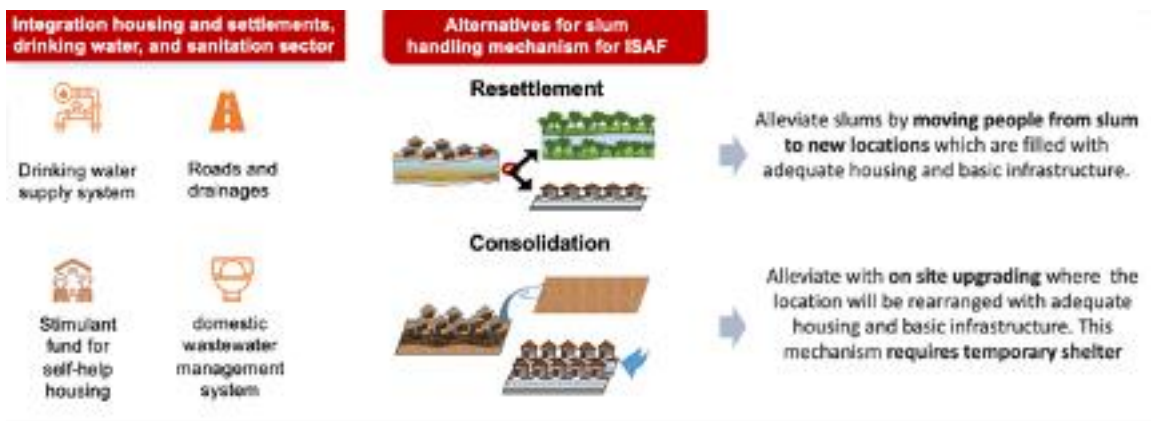 Integration housing and settlements,
drinking water, and sanitation sector
Drinking water
supply system
Roads and
drainages
Stimulant
fund for
self-help
housing
domestic
wastewater
management
system
Alternatives for slum
handling mechanism for ISAF
Resettlement
Alleviate slums by moving people from slum
to new locations which are filled with
adequate housing and basic infrastructure.
Consolidation
Alleviate with on site upgrading where the
location will be rearranged with adequate
housing and basic infrastructure. This
mechanism requires temporary shelter